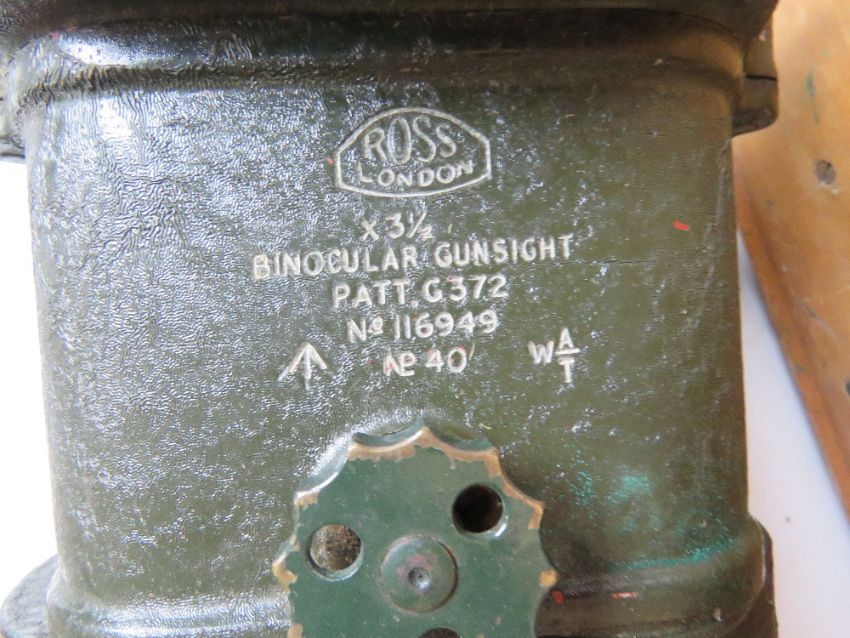 ROSS
LONDON
X 3½
BINOCULAR GUNSIGHT
PATT. G372
No 116949
No 40
W A/T